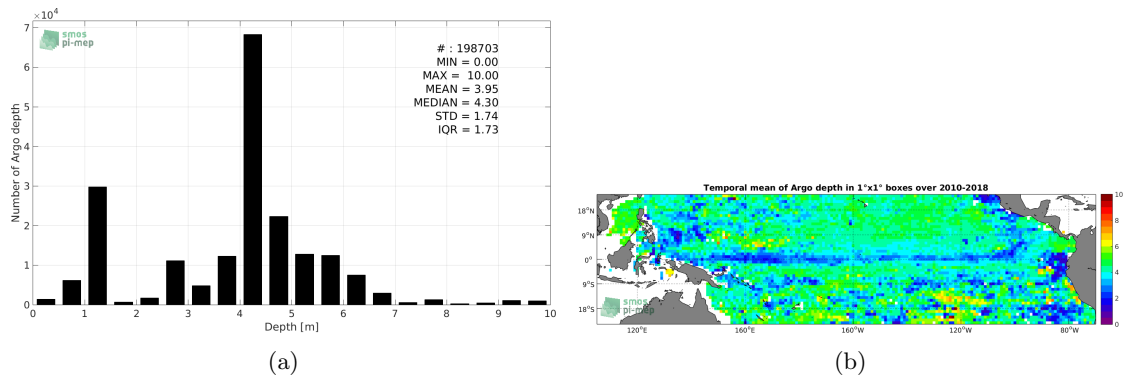 ×10⁴
smos
pi-mep
# : 198703
MIN = 0.00
MAX = 10.00
MEAN = 3.95
MEDIAN = 4.30
STD = 1.74
IQR = 1.73
Number of Argo depth
7
6
5
4
3
2
1
0
0 1 2 3 4 5 6 7 8 9 10
Depth [m]
(a)
Temporal mean of Argo depth in 1°x1° boxes over 2010-2018
18°N
9°N
0°
9°S
18°S
smos
pi-mep
120°E 160°E 160°W 120°W 80°W
10
8
6
4
2
0
(b)